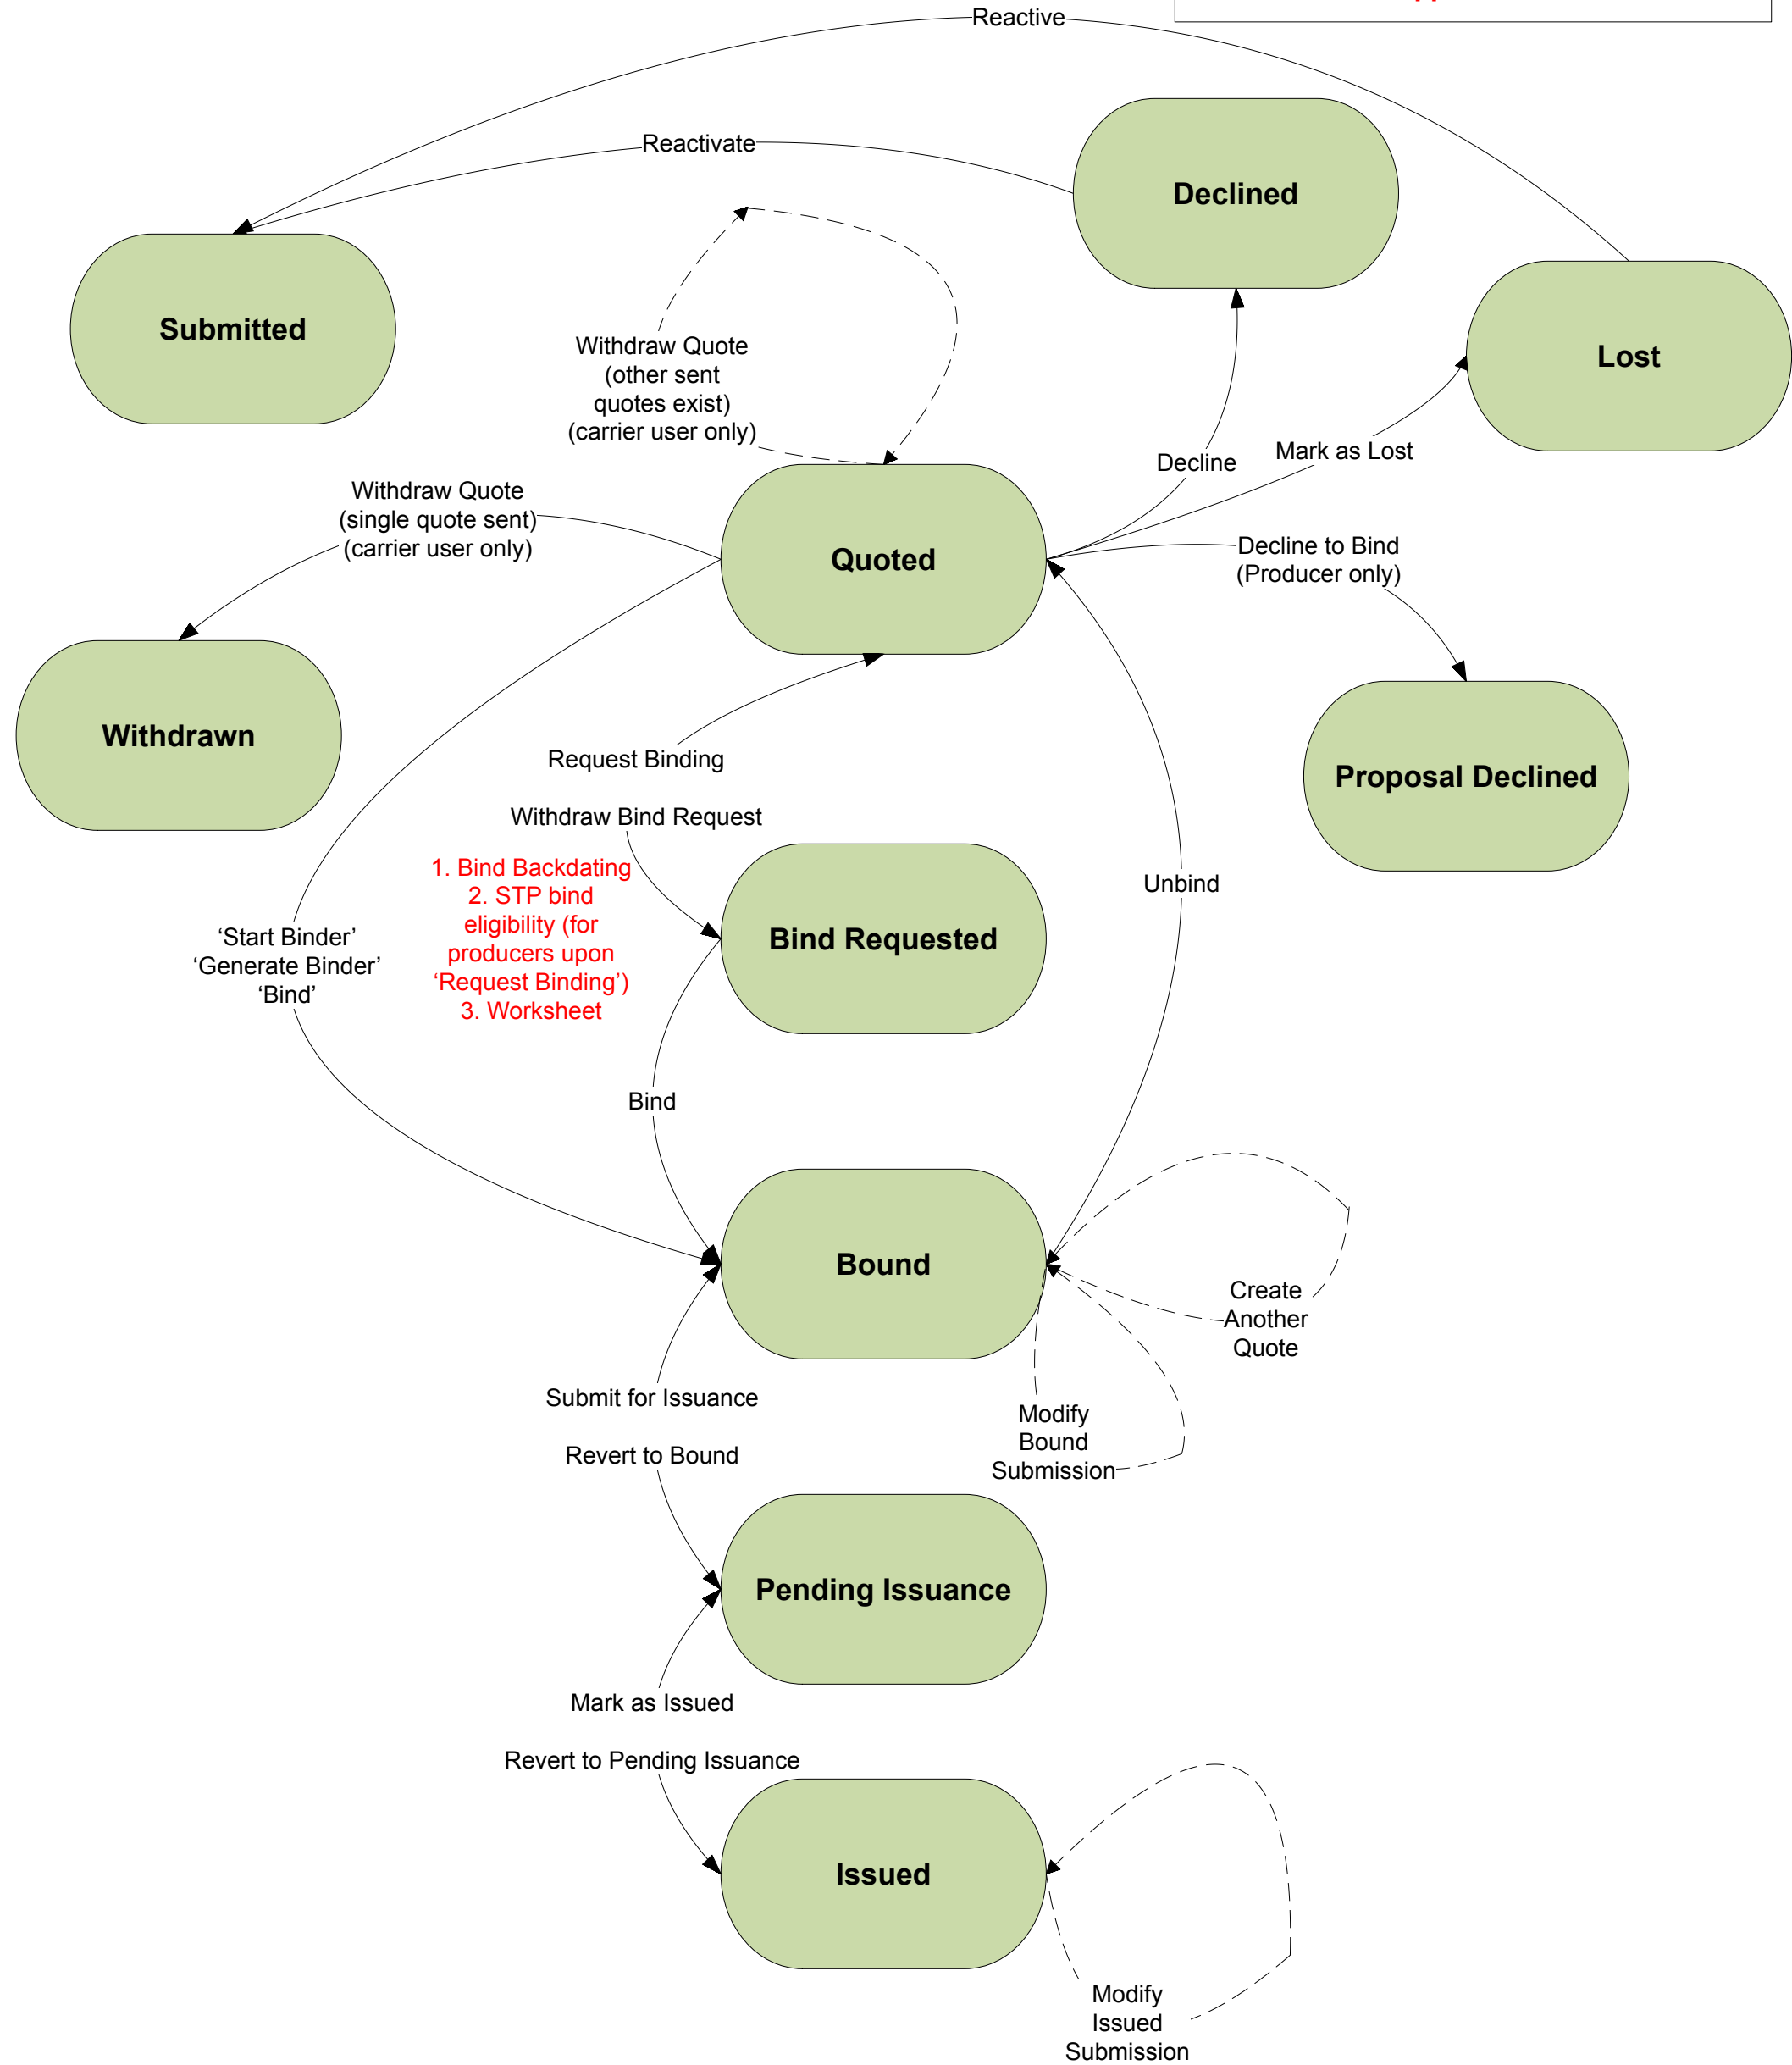 Reactive
Reactivate
Declined
Submitted
Lost
Withdraw Quote
(other sent
quotes exist)
(carrier user only)
Decline
Mark as Lost
Withdraw Quote
(single quote sent)
(carrier user only)
Quoted
Decline to Bind
(Producer only)
Withdrawn
Request Binding
Proposal Declined
Withdraw Bind Request
1. Bind Backdating
2. STP bind
eligibility (for
producers upon
‘Request Binding’)
3. Worksheet
Bind Requested
Unbind
‘Start Binder’
‘Generate Binder’
‘Bind’
Bind
Bound
Create
Another
Quote
Submit for Issuance
Modify
Bound
Submission
Revert to Bound
Pending Issuance
Mark as Issued
Revert to Pending Issuance
Issued
Modify
Issued
Submission